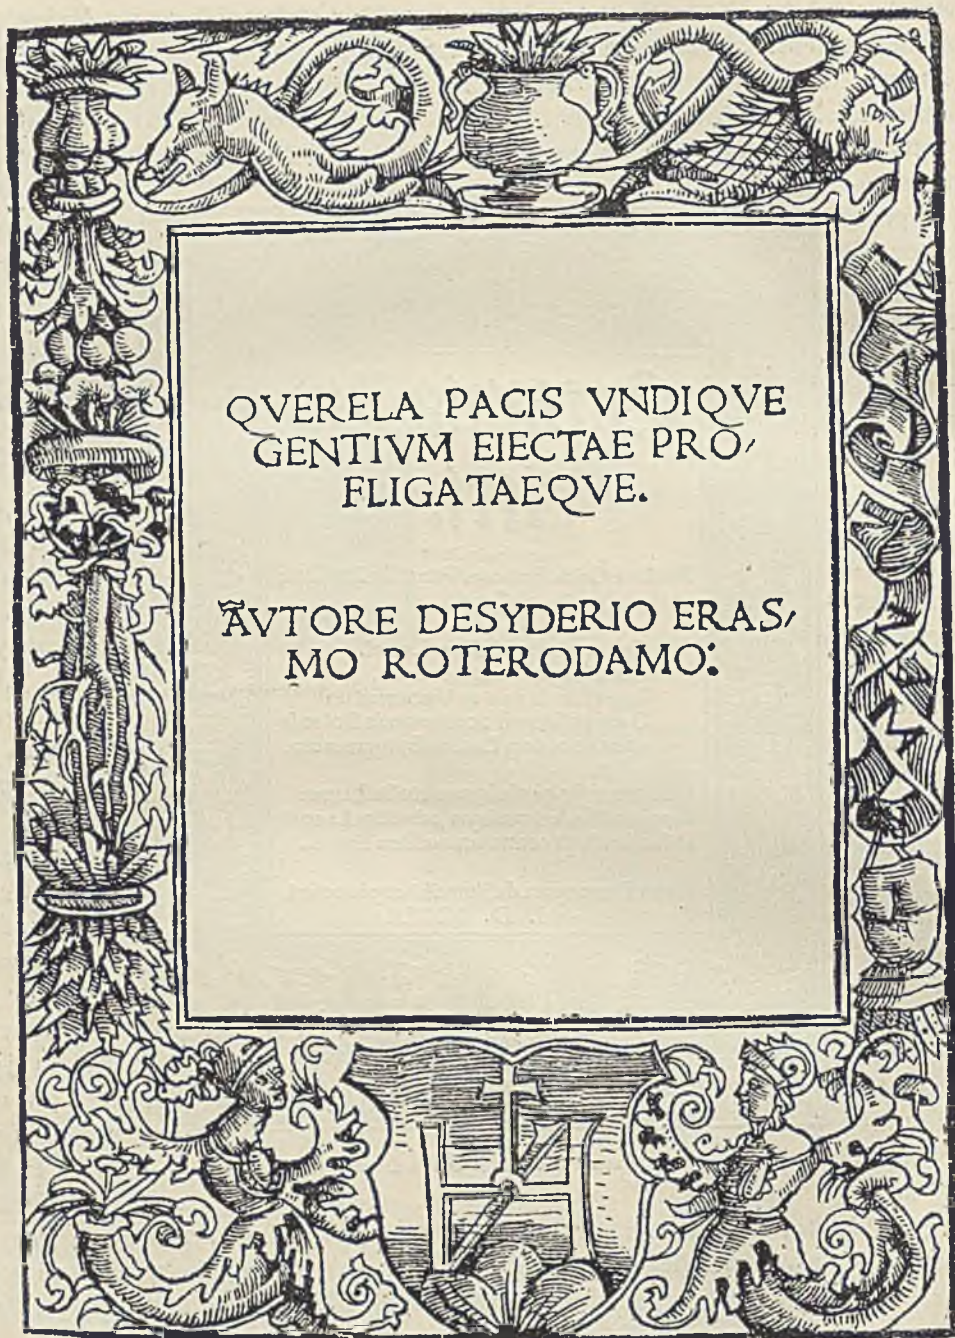 QVERELA PACIS VNDIQVE
GENTIVM EIECTAE PRO/
FLIGATAEQVE.
ÃVTORE DESYDERIO ERAS/
MO ROTERODAMO: